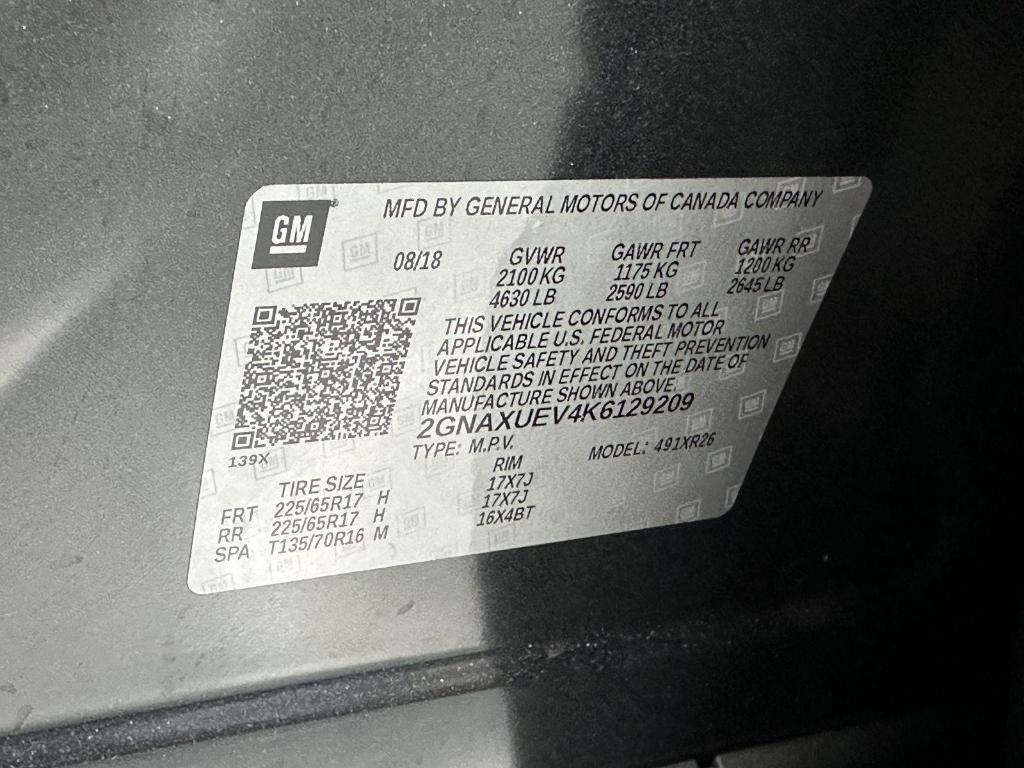 GM
MFD BY GENERAL MOTORS OF CANADA COMPANY
08/18 GVWR GAWR FRT GAWR RR
2100 KG 1175 KG 1200 KG
4630 LB 2590 LB 2645 LB
THIS VEHICLE CONFORMS TO ALL
APPLICABLE U.S. FEDERAL MOTOR
VEHICLE SAFETY AND THEFT PREVENTION
STANDARDS IN EFFECT ON THE DATE OF
MANUFACTURE SHOWN ABOVE.
2GNAXUEV4K6129209
139X TYPE: M.P.V. MODEL: 491XR26
TIRE SIZE RIM
FRT 225/65R17 H 17X7J
RR 225/65R17 H 17X7J
SPA T135/70R16 M 16X4BT